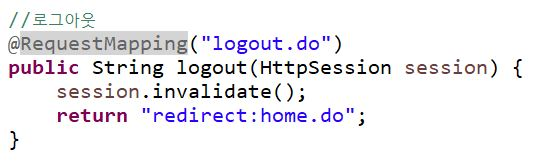 //로그아웃
@RequestMapping("logout.do")
public String logout(HttpSession session) {
    session.invalidate();
    return "redirect:home.do";
}